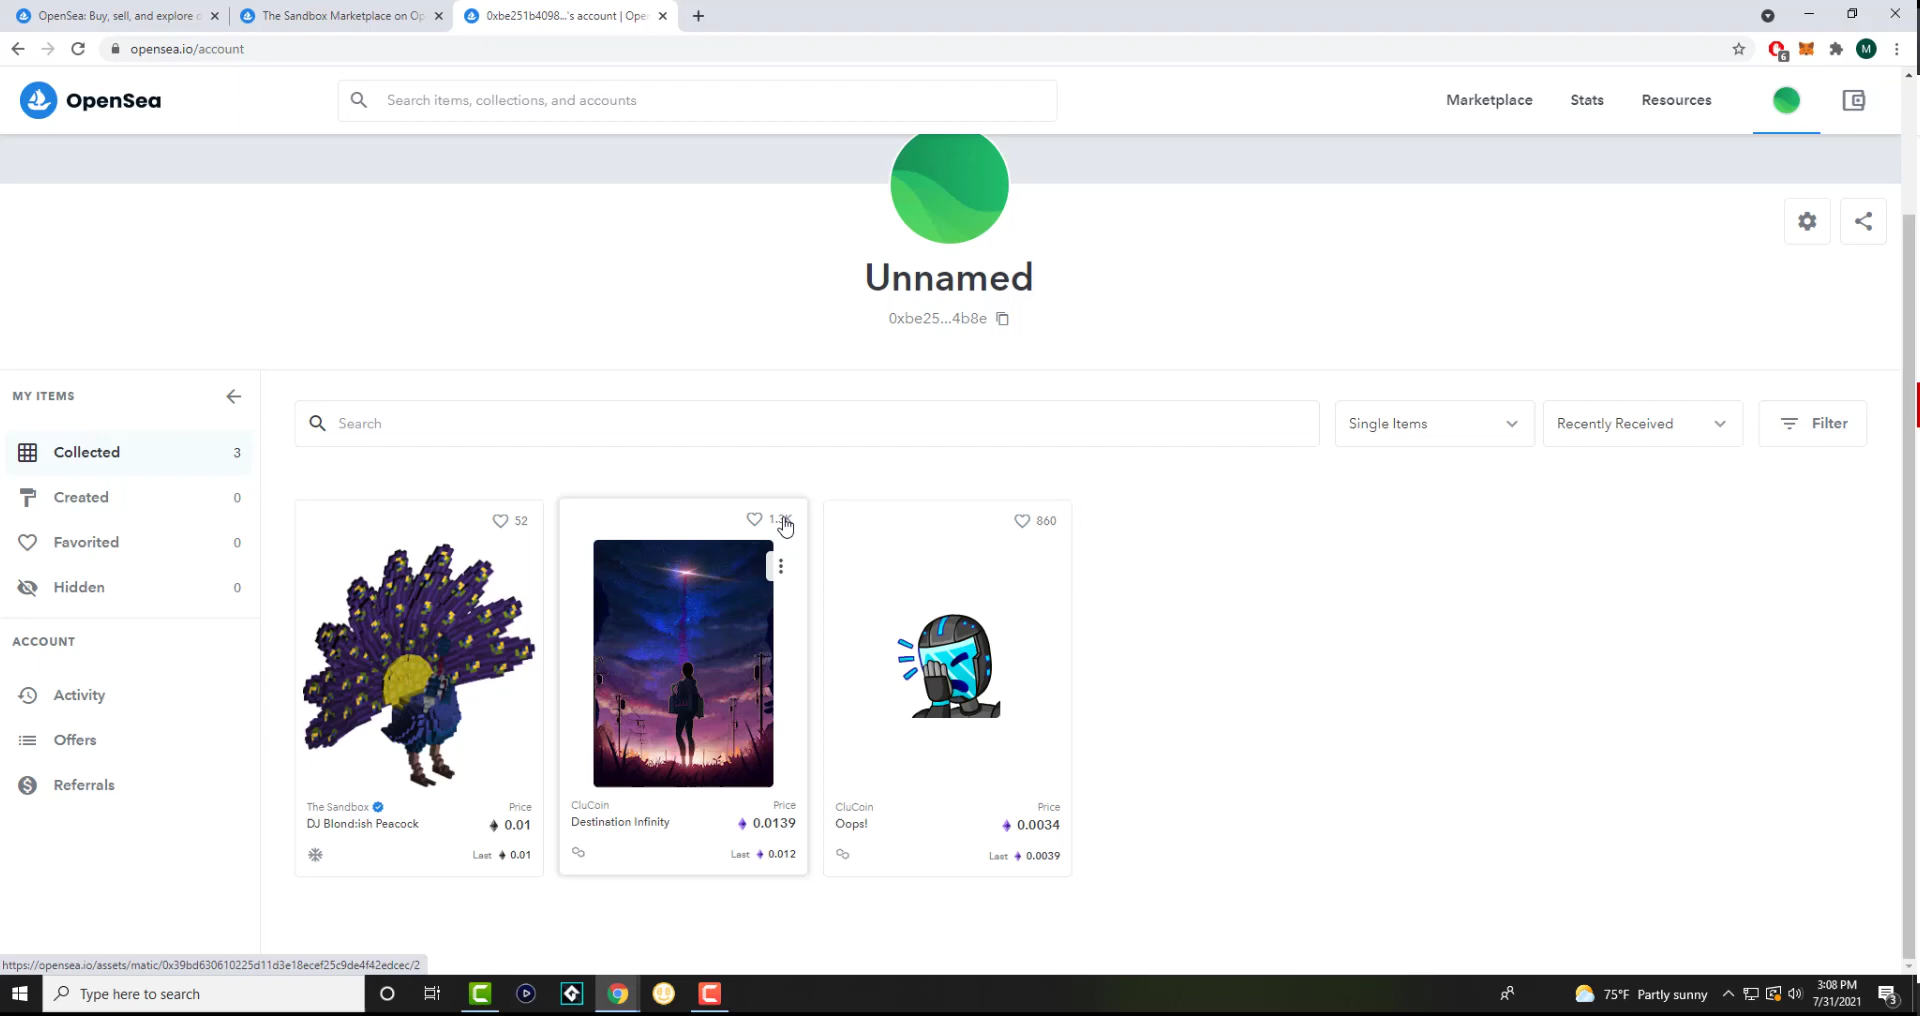 OpenSea: Buy, sell, and explore
The Sandbox Marketplace on Op
0xbe251b4098...'s account | Ope
opensea.io/account
6
M
OpenSea
Search items, collections, and accounts
Marketplace
Stats
Resources
Unnamed
0xbe25...4b8e
MY ITEMS
Collected 3
Created 0
Favorited 0
Hidden 0
ACCOUNT
Activity
Offers
Referrals
Search
Single Items
Recently Received
Filter
52
The Sandbox Price
DJ Blond:ish Peacock 0.01
Last 0.01
CluCoin Price
Destination Infinity 0.0139
Last 0.012
860
CluCoin Price
Oops! 0.0034
Last 0.0039
https://opensea.io/assets/matic/0x39bd630610225d11d3e18ecef25c9de4f42edcec/2
Type here to search
75°F Partly sunny
3:08 PM
7/31/2021
3